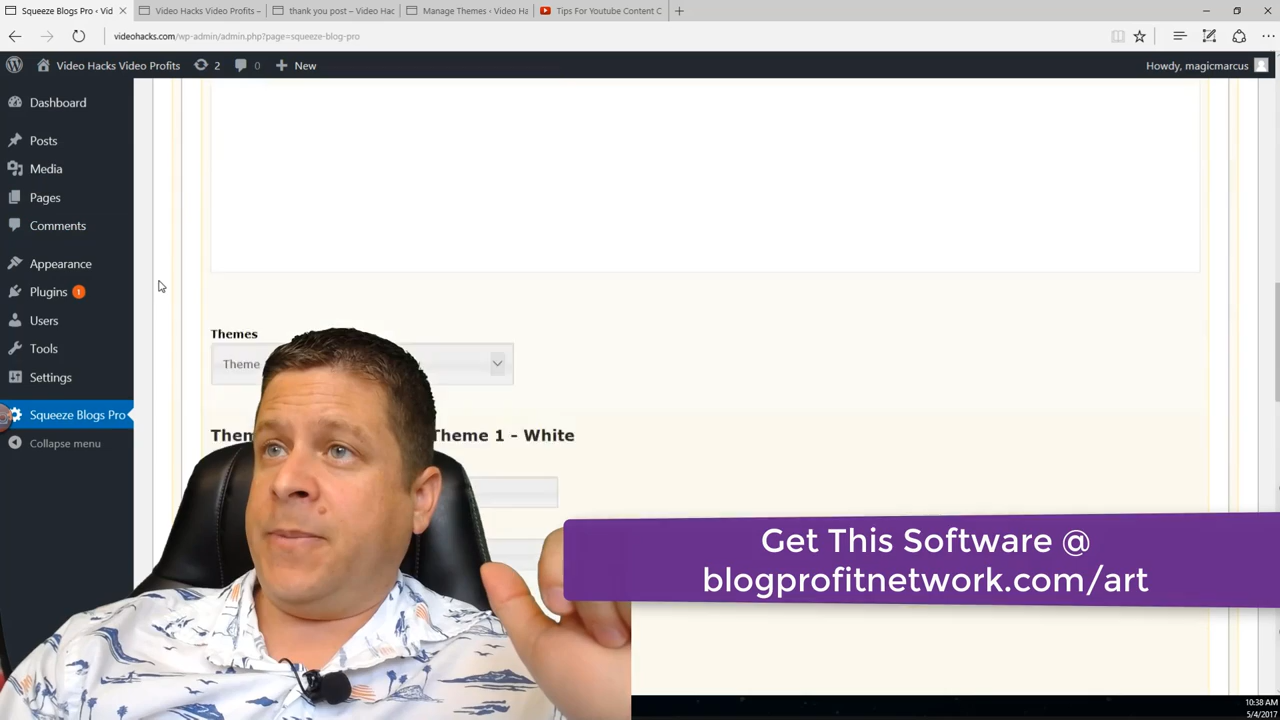 Squeeze Blogs Pro ‹ Vid
Video Hacks Video Profits –
thank you post – Video Hac
Manage Themes ‹ Video Ha
Tips For Youtube Content C
videohacks.com/wp-admin/admin.php?page=squeeze-blog-pro
Video Hacks Video Profits
2
0
New
Howdy, magicmarcus
Dashboard
Posts
Media
Pages
Comments
Appearance
Plugins 1
Users
Tools
Settings
Squeeze Blogs Pro
Collapse menu
Themes
Theme
Them
Theme 1 - White
Get This Software @
blogprofitnetwork.com/art
10:38 AM
5/4/2017